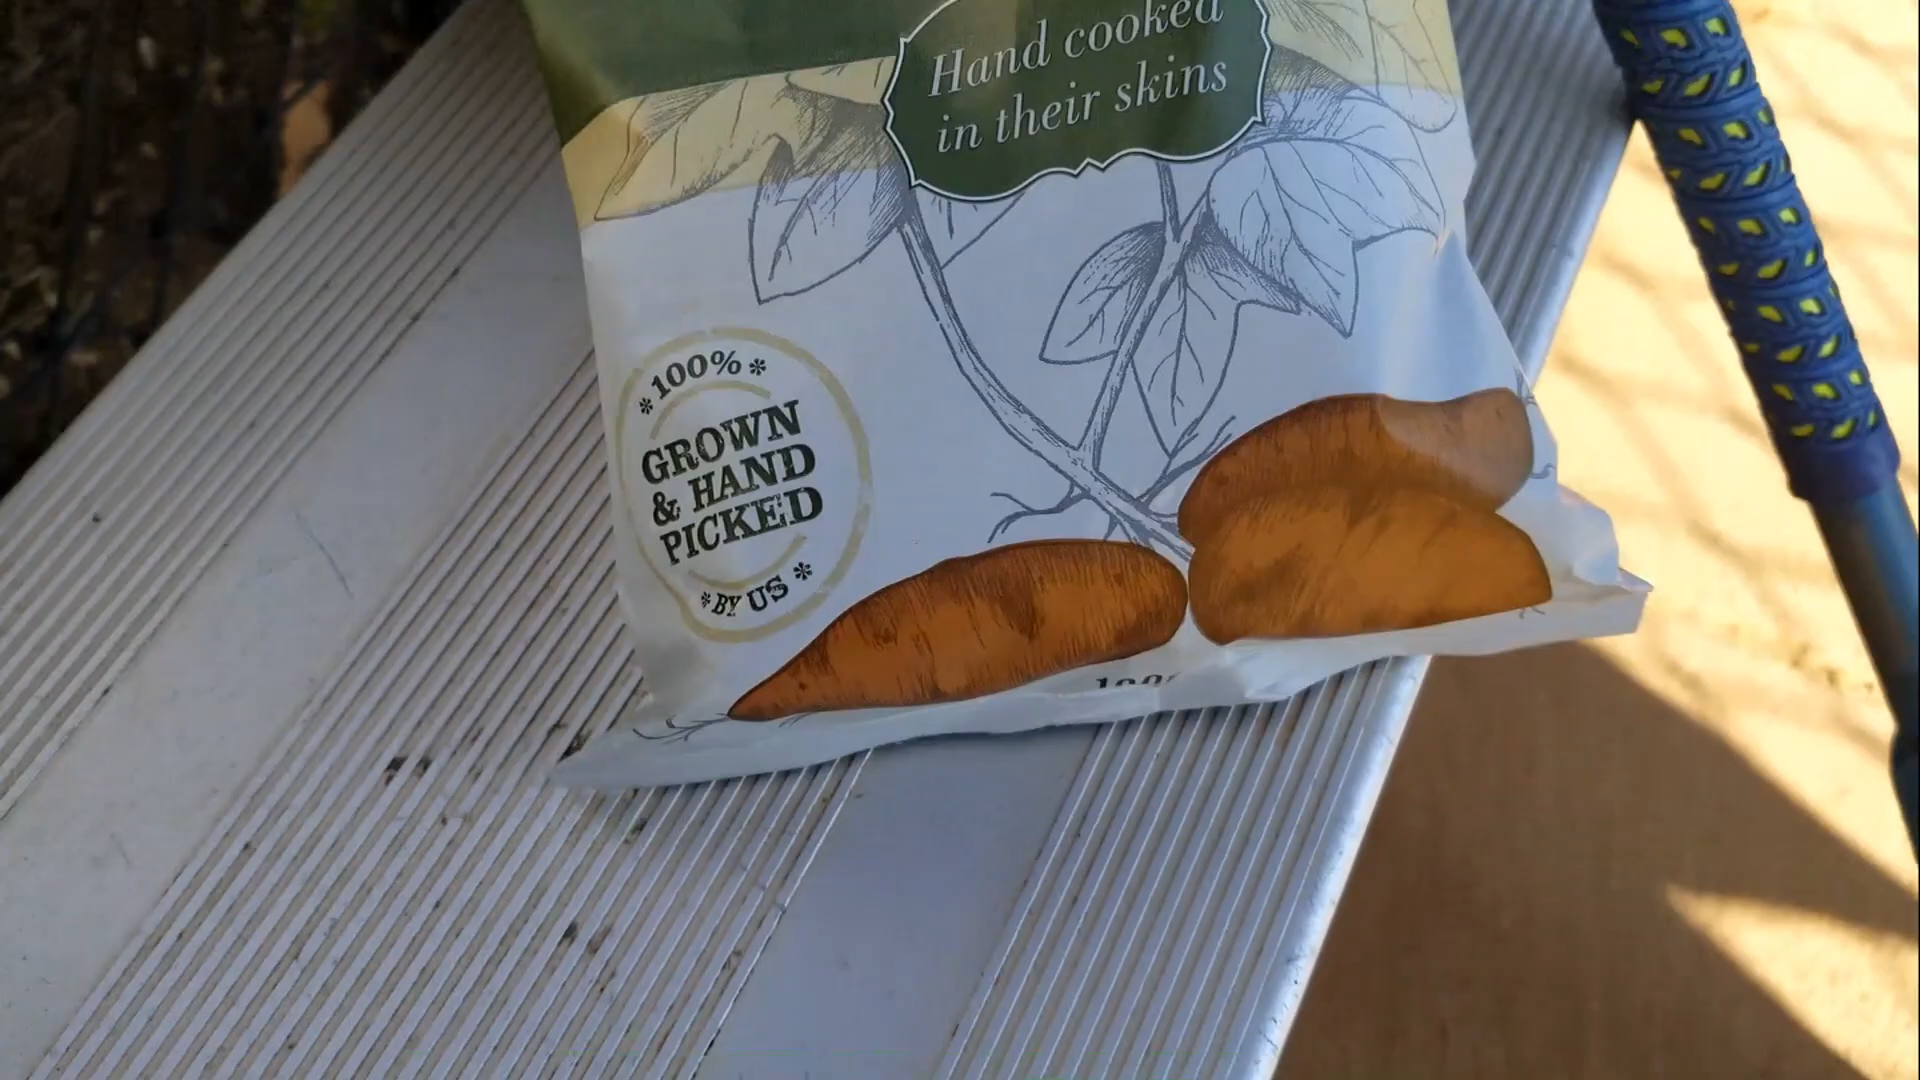 Hand cooked
in their skins
*100%*
GROWN
& HAND
PICKED
*BY US*